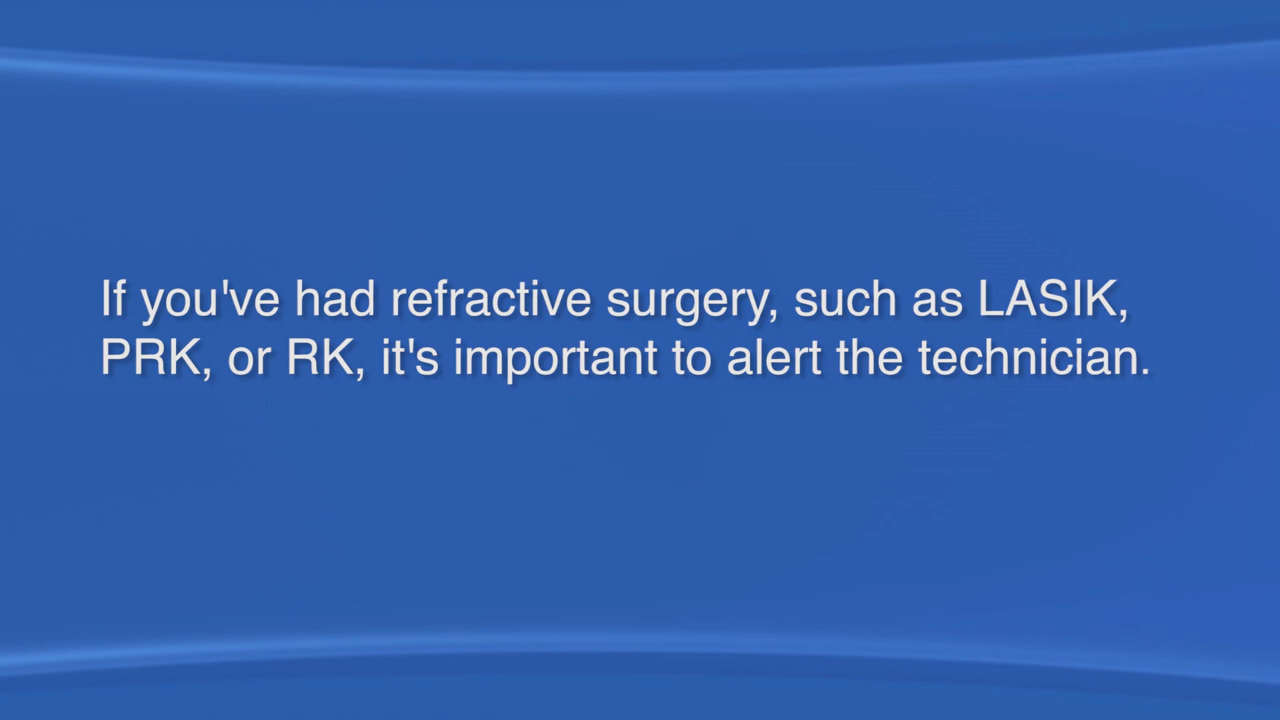 If you've had refractive surgery, such as LASIK,
PRK, or RK, it's important to alert the technician.